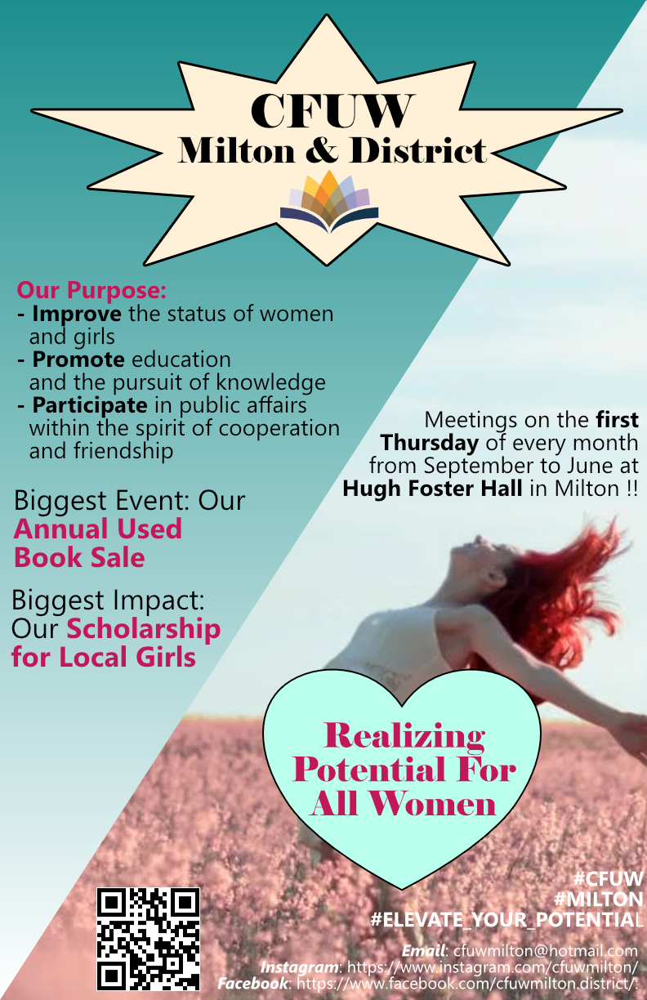 CFUW
Milton & District
Our Purpose:
- Improve the status of women
and girls
- Promote education
and the pursuit of knowledge
- Participate in public affairs
within the spirit of cooperation
and friendship
Meetings on the first
Thursday of every month
from September to June at
Hugh Foster Hall in Milton !!
Biggest Event: Our
Annual Used
Book Sale
Biggest Impact:
Our Scholarship
for Local Girls
Realizing
Potential For
All Women
#CFUW
#MILTON
#ELEVATE_YOUR_POTENTIAL
Email: cfuwmilton@hotmail.com
Instagram: https://www.instagram.com/cfuwmilton/
Facebook: https://www.facebook.com/cfuwmilton.district/: